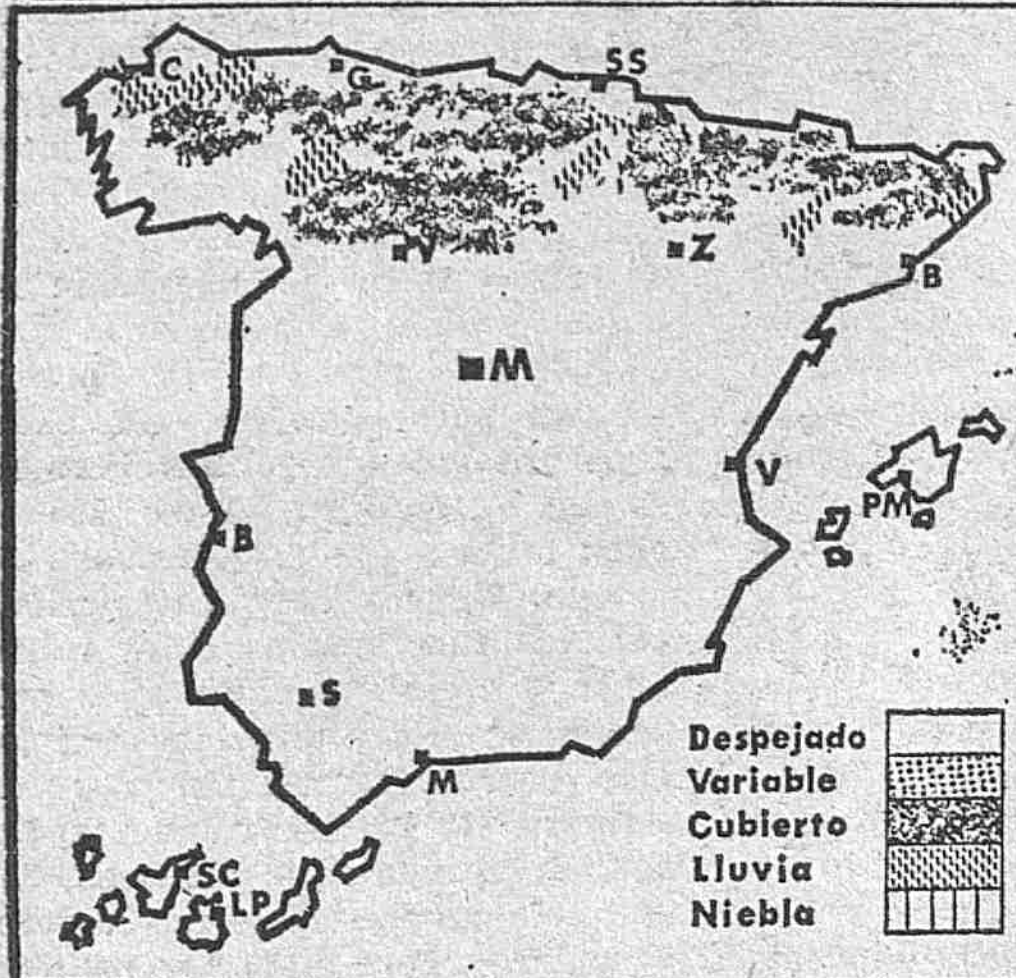 C
G
SS
V
Z
B
M
V
PM
B
S
M
SC
LP
Despejado
Variable
Cubierto
Lluvia
Niebla